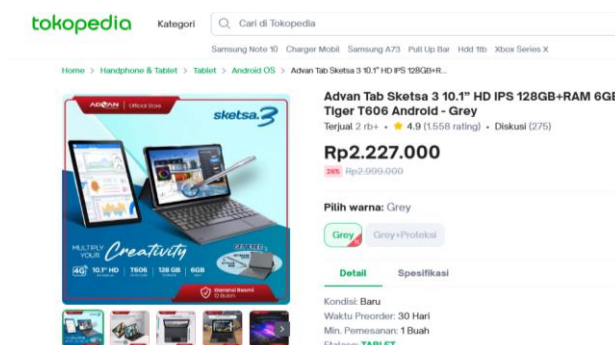 tokopedia Kategori Cari di Tokopedia
Samsung Note 10 Charger Mobil Samsung A73 Pull Up Bar Hdd 1tb Xbox Series X
Home > Handphone & Tablet > Tablet > Android OS > Advan Tab Sketsa 3 10.1" HD IPS 128GB+R...
ADVAN Official Store
sketsa.3
MULTIPLY
YOUR Creativity
4G 10.1" HD T606 128 GB 6GB
Garansi Resmi
12 Bulan
Advan Tab Sketsa 3 10.1" HD IPS 128GB+RAM 6GB
Tiger T606 Android - Grey
Terjual 2 rb+ • 4.9 (1.558 rating) • Diskusi (275)
Rp2.227.000
26% Rp2.999.000
Pilih warna: Grey
Grey Grey+Proteksi
Detail Spesifikasi
Kondisi: Baru
Waktu Preorder: 30 Hari
Min. Pemesanan: 1 Buah
Etalase: TABLET